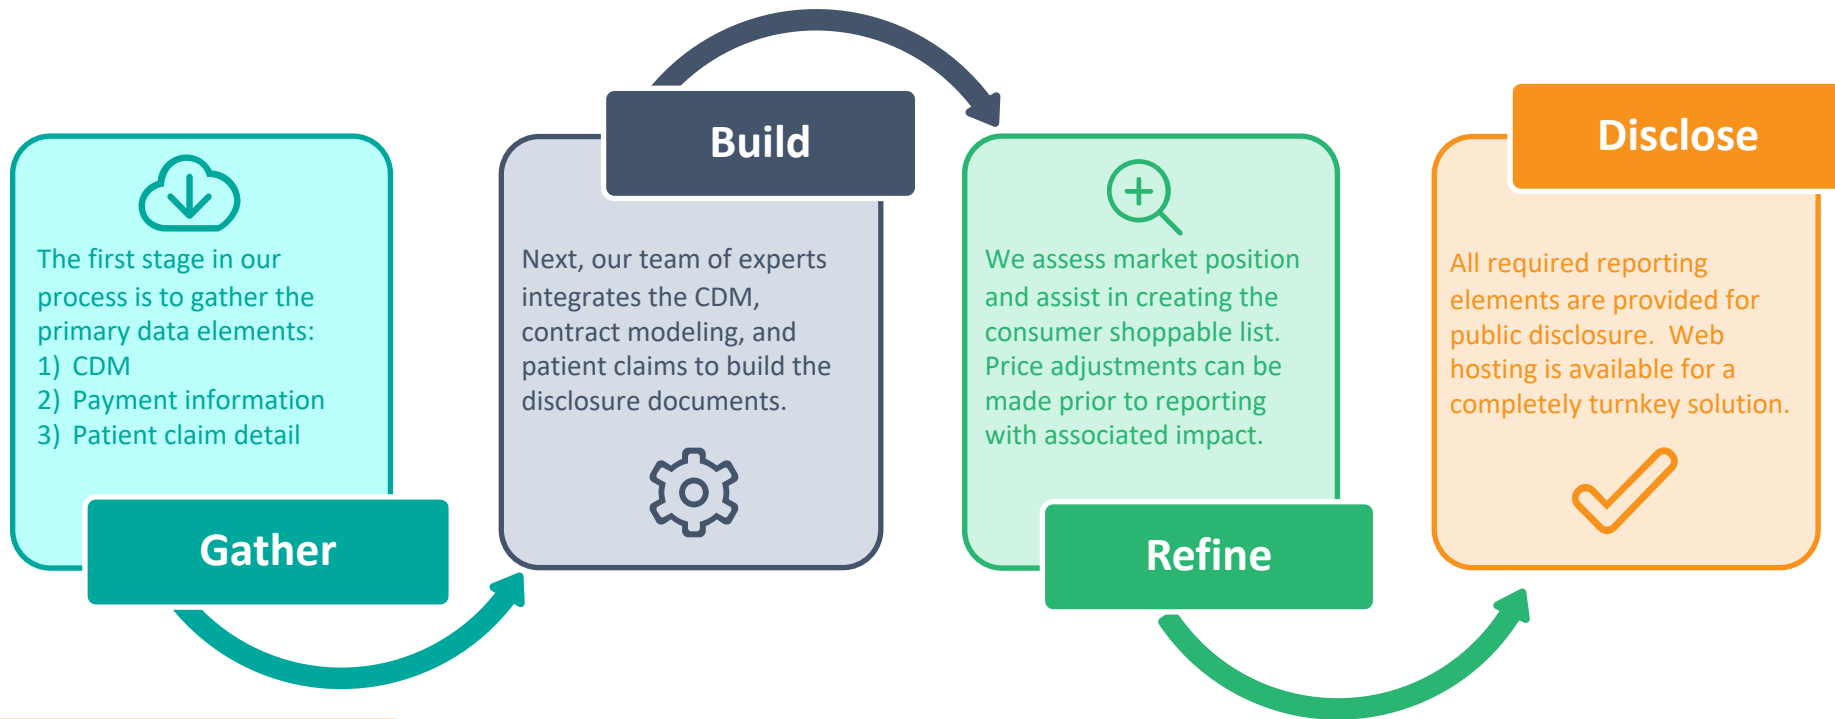 The first stage in our
process is to gather the
primary data elements:
1) CDM
2) Payment information
3) Patient claim detail
Gather
Build
Next, our team of experts
integrates the CDM,
contract modeling, and
patient claims to build the
disclosure documents.
We assess market position
and assist in creating the
consumer shoppable list.
Price adjustments can be
made prior to reporting
with associated impact.
Refine
Disclose
All required reporting
elements are provided for
public disclosure.  Web
hosting is available for a
completely turnkey solution.